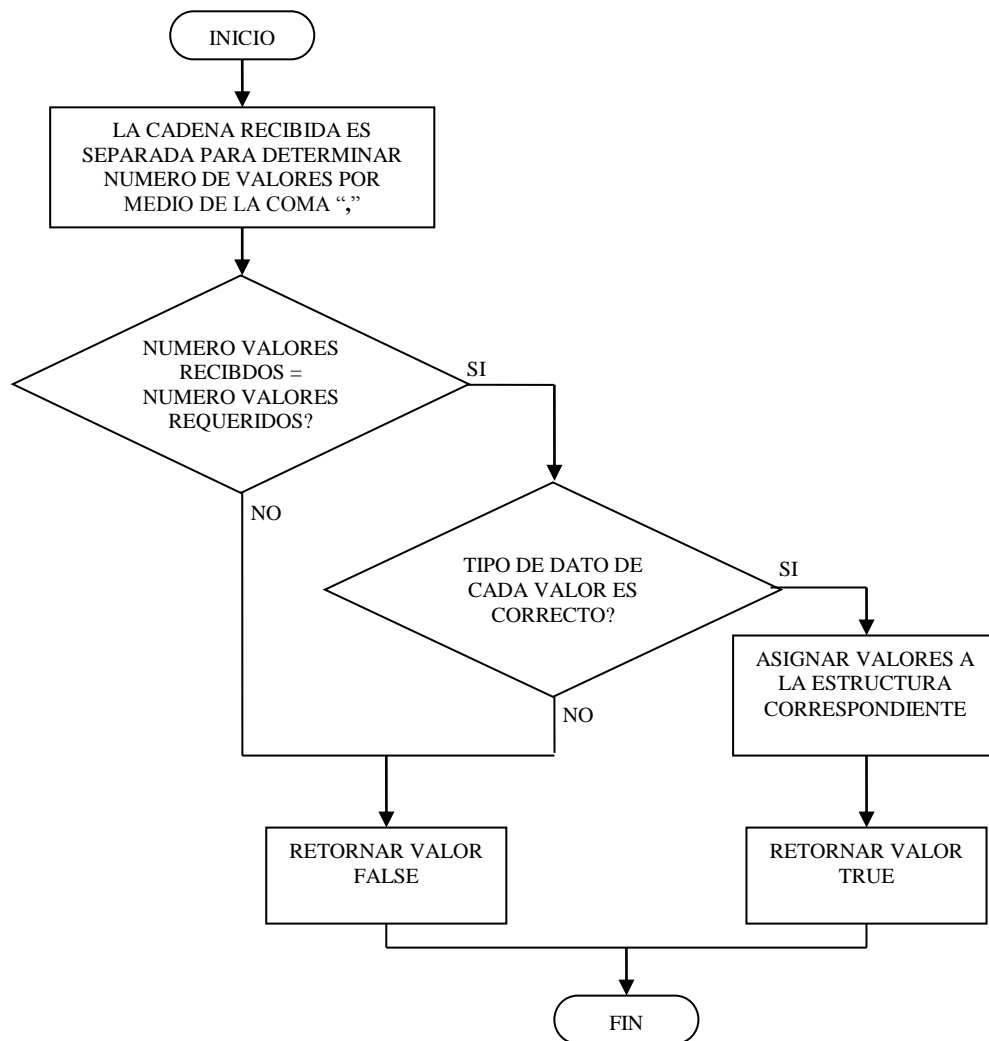 INICIO
LA CADENA RECIBIDA ES
SEPARADA PARA DETERMINAR
NUMERO DE VALORES POR
MEDIO DE LA COMA “,”
NUMERO VALORES
RECIBDOS =
NUMERO VALORES
REQUERIDOS?
SI
NO
TIPO DE DATO DE
CADA VALOR ES
CORRECTO?
SI
NO
ASIGNAR VALORES A
LA ESTRUCTURA
CORRESPONDIENTE
RETORNAR VALOR
FALSE
RETORNAR VALOR
TRUE
FIN